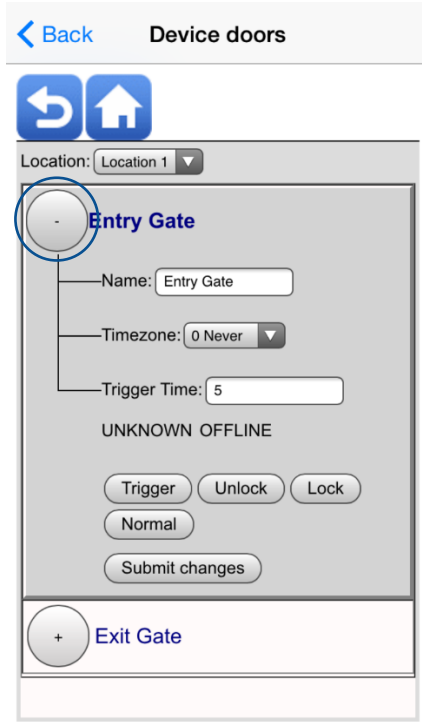 Back Device doors
Location: Location 1
- Entry Gate
Name: Entry Gate
Timezone: 0 Never
Trigger Time: 5
UNKNOWN OFFLINE
Trigger Unlock Lock
Normal
Submit changes
+ Exit Gate